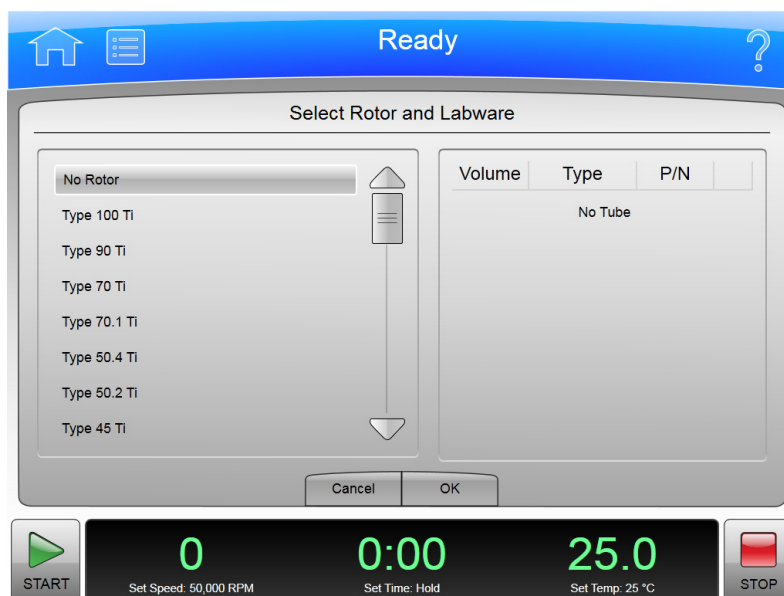 Ready
?
Select Rotor and Labware
No Rotor
Type 100 Ti
Type 90 Ti
Type 70 Ti
Type 70.1 Ti
Type 50.4 Ti
Type 50.2 Ti
Type 45 Ti
Volume Type P/N
No Tube
Cancel OK
START
0
Set Speed: 50,000 RPM
0:00
Set Time: Hold
25.0
Set Temp: 25 °C
STOP